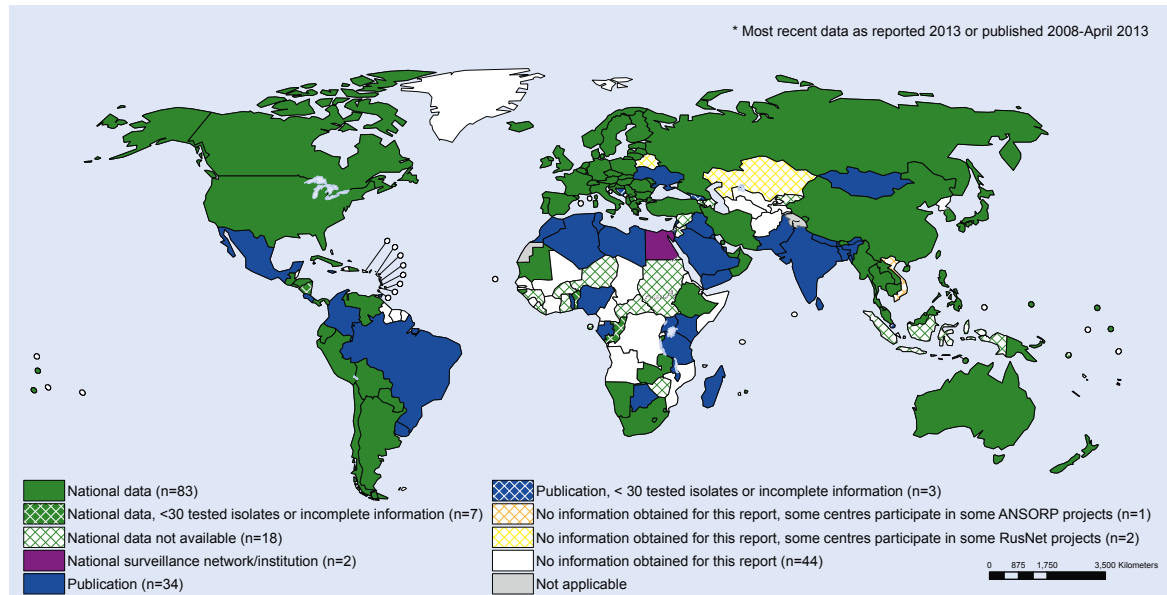 * Most recent data as reported 2013 or published 2008-April 2013
National data (n=83)
National data, <30 tested isolates or incomplete information (n=7)
National data not available (n=18)
National surveillance network/institution (n=2)
Publication (n=34)
Publication, < 30 tested isolates or incomplete information (n=3)
No information obtained for this report, some centres participate in some ANSORP projects (n=1)
No information obtained for this report, some centres participate in some RusNet projects (n=2)
No information obtained for this report (n=44)
Not applicable
0 875 1,750 3,500 Kilometers